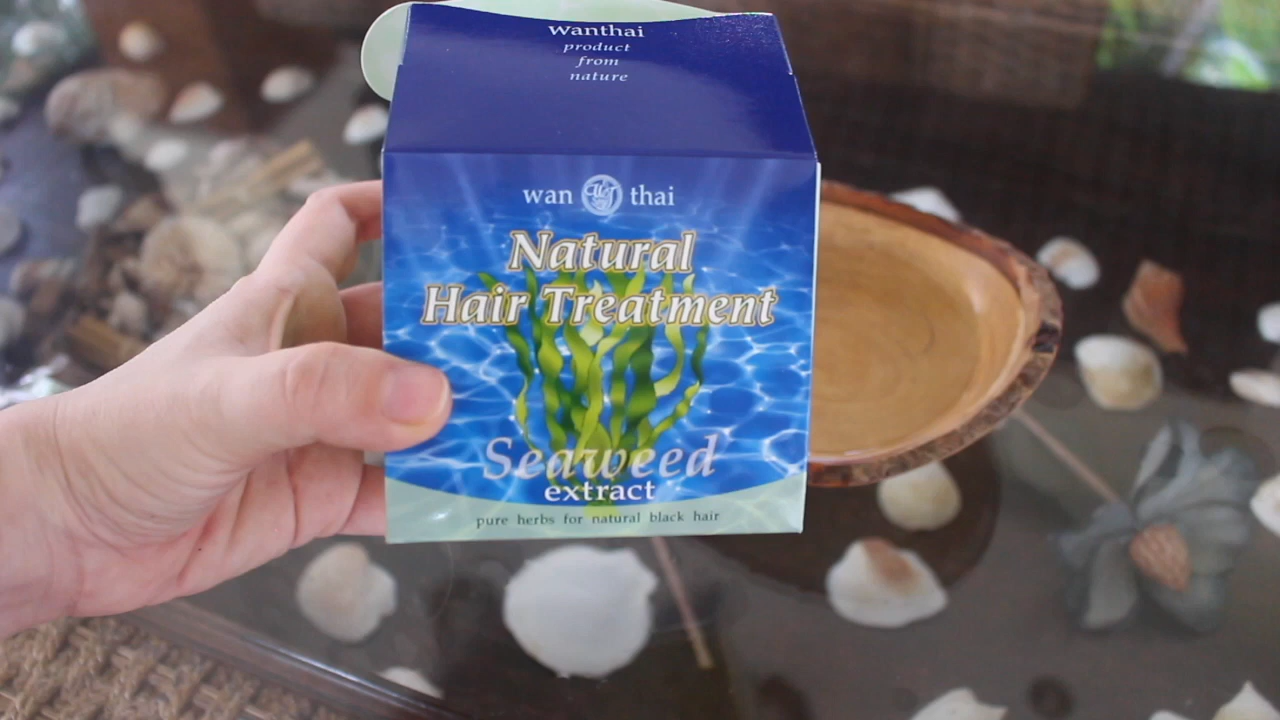 wanthai
product
from
nature
wan thai
Natural
Hair Treatment
Seaweed
extract
pure herbs for natural black hair